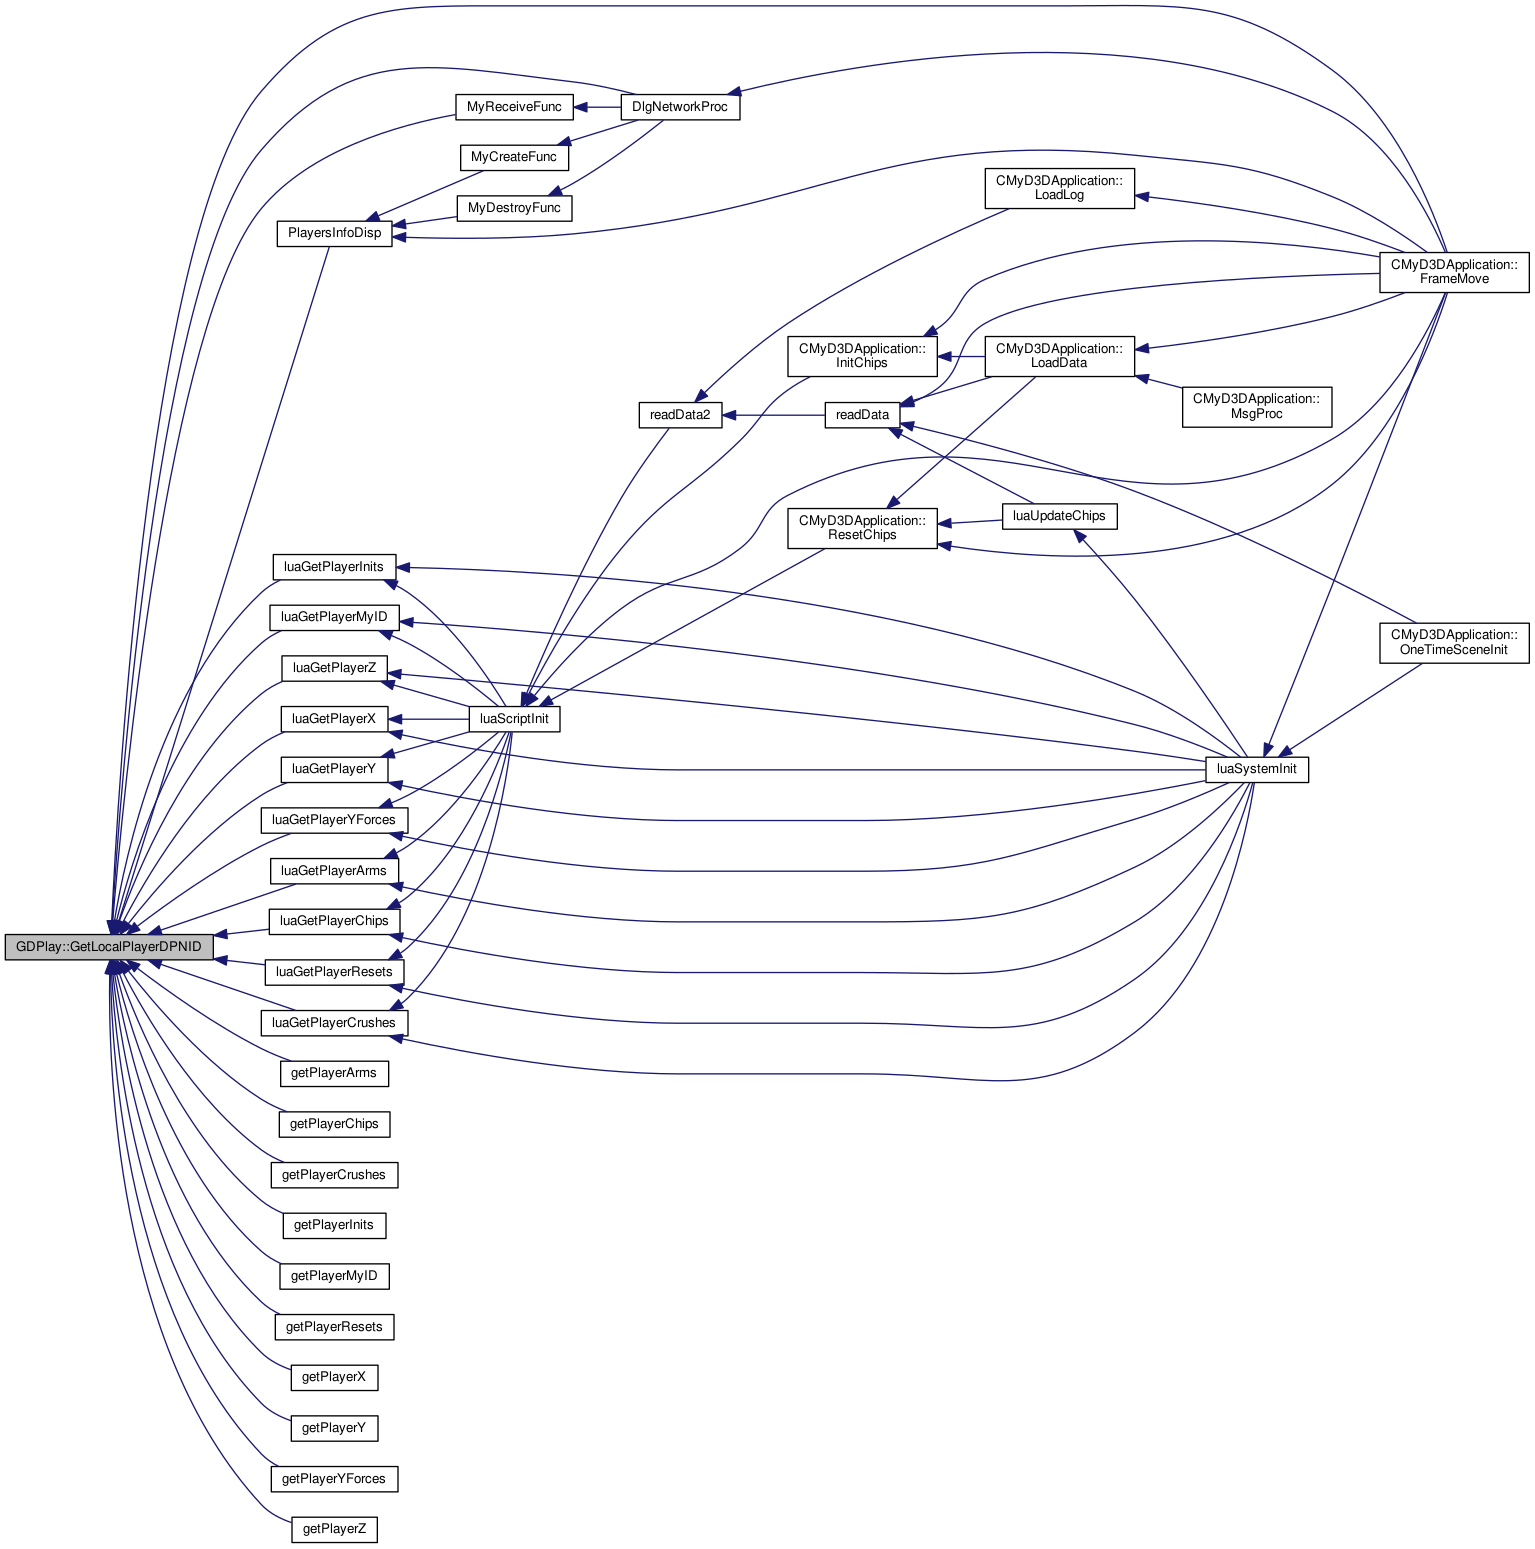 MyReceiveFunc
DlgNetworkProc
MyCreateFunc
MyDestroyFunc
PlayersInfoDisp
CMyD3DApplication::
LoadLog
CMyD3DApplication::
FrameMove
CMyD3DApplication::
InitChips
CMyD3DApplication::
LoadData
CMyD3DApplication::
MsgProc
readData2
readData
CMyD3DApplication::
ResetChips
luaUpdateChips
luaGetPlayerInits
luaGetPlayerMyID
CMyD3DApplication::
OneTimeSceneInit
luaGetPlayerZ
luaGetPlayerX
luaScriptInit
luaGetPlayerY
luaSystemInit
luaGetPlayerYForces
luaGetPlayerArms
luaGetPlayerChips
GDPlay::GetLocalPlayerDPNID
luaGetPlayerResets
luaGetPlayerCrushes
getPlayerArms
getPlayerChips
getPlayerCrushes
getPlayerInits
getPlayerMyID
getPlayerResets
getPlayerX
getPlayerY
getPlayerYForces
getPlayerZ